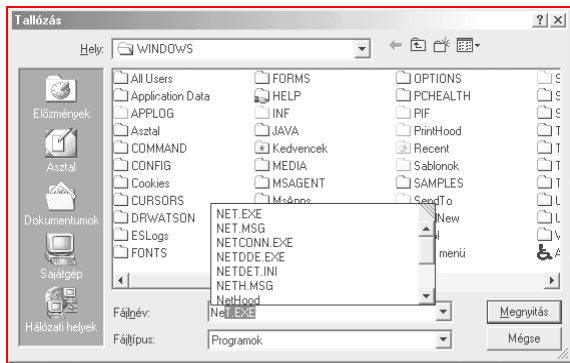 Tallózás
Hely:
WINDOWS
Előzmények
Asztal
Dokumentumok
Sajátgép
Hálózati helyek
All Users
Application Data
APPLOG
Asztal
COMMAND
CONFIG
Cookies
CURSORS
DRWATSON
ESLogs
FONTS
FORMS
HELP
INF
JAVA
Kedvencek
MEDIA
MSAGENT
MsApps
OPTIONS
PCHEALTH
PIF
PrintHood
Recent
Sablonok
SAMPLES
SendTo
New
menü
NET.EXE
NET.MSG
NETCONN.EXE
NETDDE.EXE
NETDET.INI
NETH.MSG
NetHood
Fájlnév:
NeT.EXE
Megnyitás
Fájltípus:
Programok
Mégse